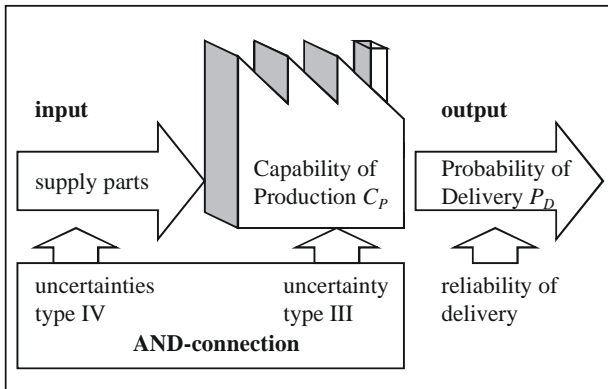 input
output
supply parts
Capability of
Production C_P
Probability of
Delivery P_D
uncertainties
type IV
uncertainty
type III
reliability of
delivery
AND-connection